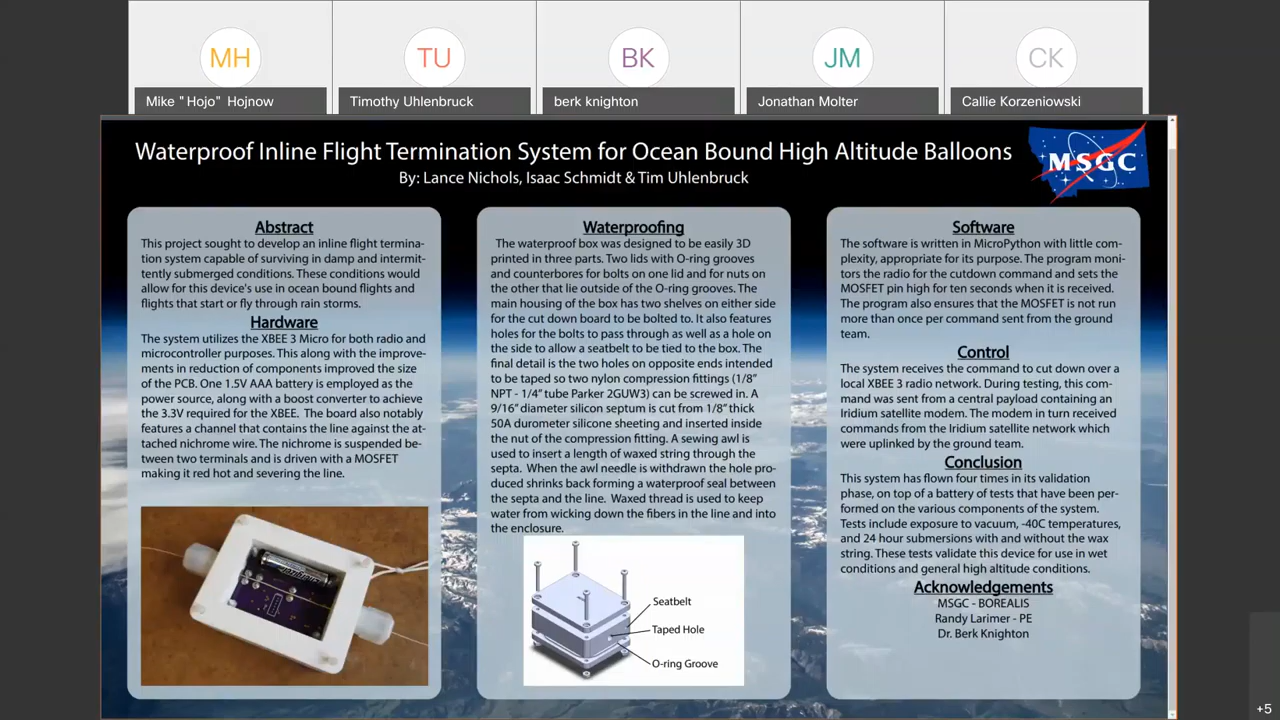 MH
TU
BK
JM
CK
Mike "Hojo" Hojnow
Timothy Uhlenbruck
berk knighton
Jonathan Molter
Callie Korzeniowski
Waterproof Inline Flight Termination System for Ocean Bound High Altitude Balloons
By: Lance Nichols, Isaac Schmidt & Tim Uhlenbruck
MSGC
Abstract
This project sought to develop an inline flight termina-
tion system capable of surviving in damp and intermit-
tently submerged conditions. These conditions would
allow for this device's use in ocean bound flights and
flights that start or fly through rain storms.
Hardware
The system utilizes the XBEE 3 Micro for both radio and
microcontroller purposes. This along with the improve-
ments in reduction of components improved the size
of the PCB. One 1.5V AAA battery is employed as the
power source, along with a boost converter to achieve
the 3.3V required for the XBEE. The board also notably
features a channel that contains the line against the at-
tached nichrome wire. The nichrome is suspended be-
tween two terminals and is driven with a MOSFET
making it red hot and severing the line.
Waterproofing
The waterproof box was designed to be easily 3D
printed in three parts. Two lids with O-ring grooves
and counterbores for bolts on one lid and for nuts on
the other that lie outside of the O-ring grooves. The
main housing of the box has two shelves on either side
for the cut down board to be bolted to. It also features
holes for the bolts to pass through as well as a hole on
the side to allow a seatbelt to be tied to the box. The
final detail is the two holes on opposite ends intended
to be taped so two nylon compression fittings (1/8"
NPT - 1/4" tube Parker 2GUW3) can be screwed in. A
9/16" diameter silicon septum is cut from 1/8" thick
50A durometer silicone sheeting and inserted inside
the nut of the compression fitting. A sewing awl is
used to insert a length of waxed string through the
septa. When the awl needle is withdrawn the hole pro-
duced shrinks back forming a waterproof seal between
the septa and the line. Waxed thread is used to keep
water from wicking down the fibers in the line and into
the enclosure.
Seatbelt
Taped Hole
O-ring Groove
Software
The software is written in MicroPython with little com-
plexity, appropriate for its purpose. The program moni-
tors the radio for the cutdown command and sets the
MOSFET pin high for ten seconds when it is received.
The program also ensures that the MOSFET is not run
more than once per command sent from the ground
team.
Control
The system receives the command to cut down over a
local XBEE 3 radio network. During testing, this com-
mand was sent from a central payload containing an
Iridium satellite modem. The modem in turn received
commands from the Iridium satellite network which
were uplinked by the ground team.
Conclusion
This system has flown four times in its validation
phase, on top of a battery of tests that have been per-
formed on the various components of the system.
Tests include exposure to vacuum, -40C temperatures,
and 24 hour submersions with and without the wax
string. These tests validate this device for use in wet
conditions and general high altitude conditions.
Acknowledgements
MSGC - BOREALIS
Randy Larimer - PE
Dr. Berk Knighton
+5